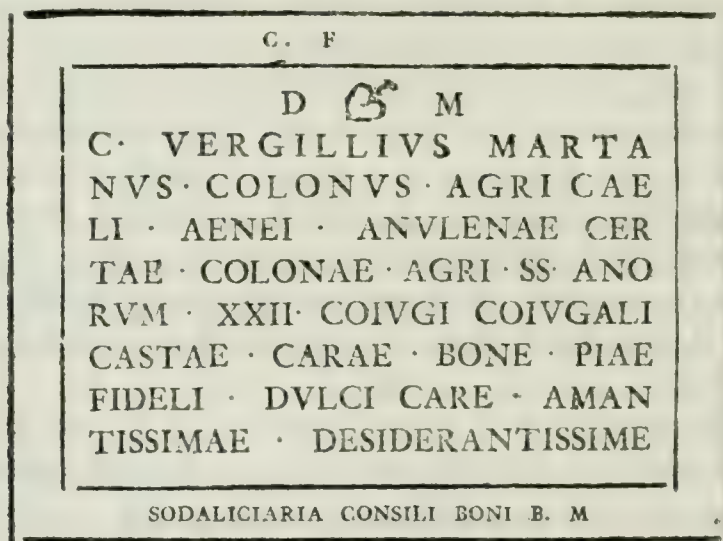 C. F
D M
C· VERGILLIVS MARTA
NVS · COLONVS · AGRI CAE
LI · AENEI · ANVLENAE CER
TAE · COLONAE · AGRI · SS· ANO
RVM · XXII· COIVGI COIVGALI
CASTAE · CARAE · BONE · PIAE
FIDELI · DVLCI CARE · AMAN
TISSIMAE · DESIDERANTISSIME
SODALICIARIA CONSILI BONI B. M